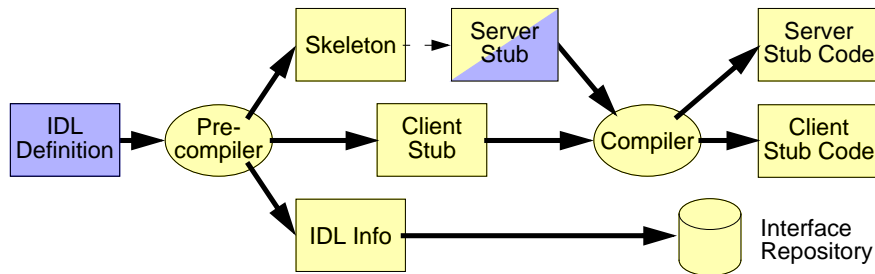 Skeleton
Server
Stub
Server
Stub Code
IDL
Definition
Pre-
compiler
Client
Stub
Compiler
Client
Stub Code
IDL Info
Interface
Repository